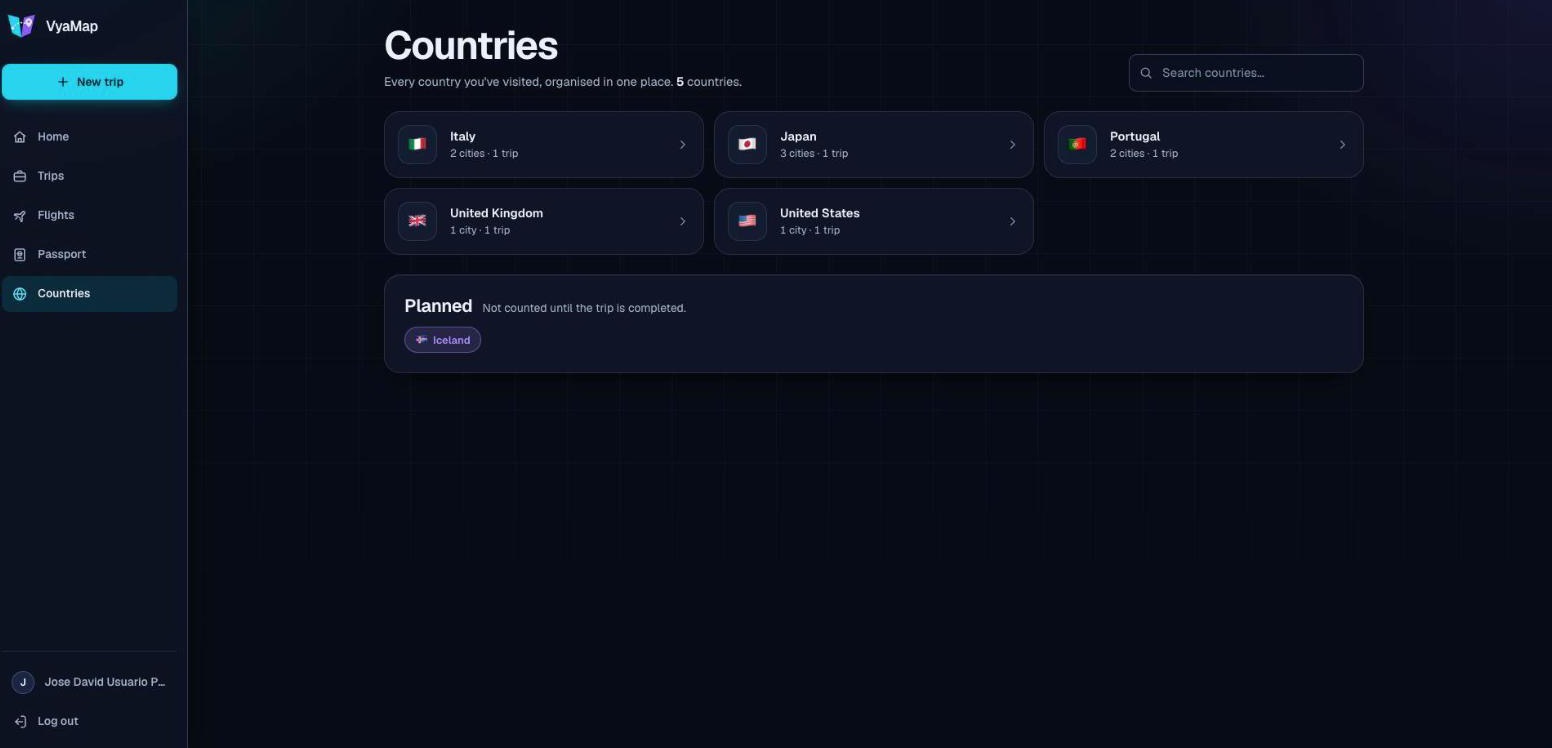 VyaMap
New trip
Home
Trips
Flights
Passport
Countries
Jose David Usuario P...
Log out
Countries
Every country you've visited, organised in one place. 5 countries.
Search countries...
Italy
2 cities · 1 trip
Japan
3 cities · 1 trip
Portugal
2 cities · 1 trip
United Kingdom
1 city · 1 trip
United States
1 city · 1 trip
Planned Not counted until the trip is completed.
Iceland
J